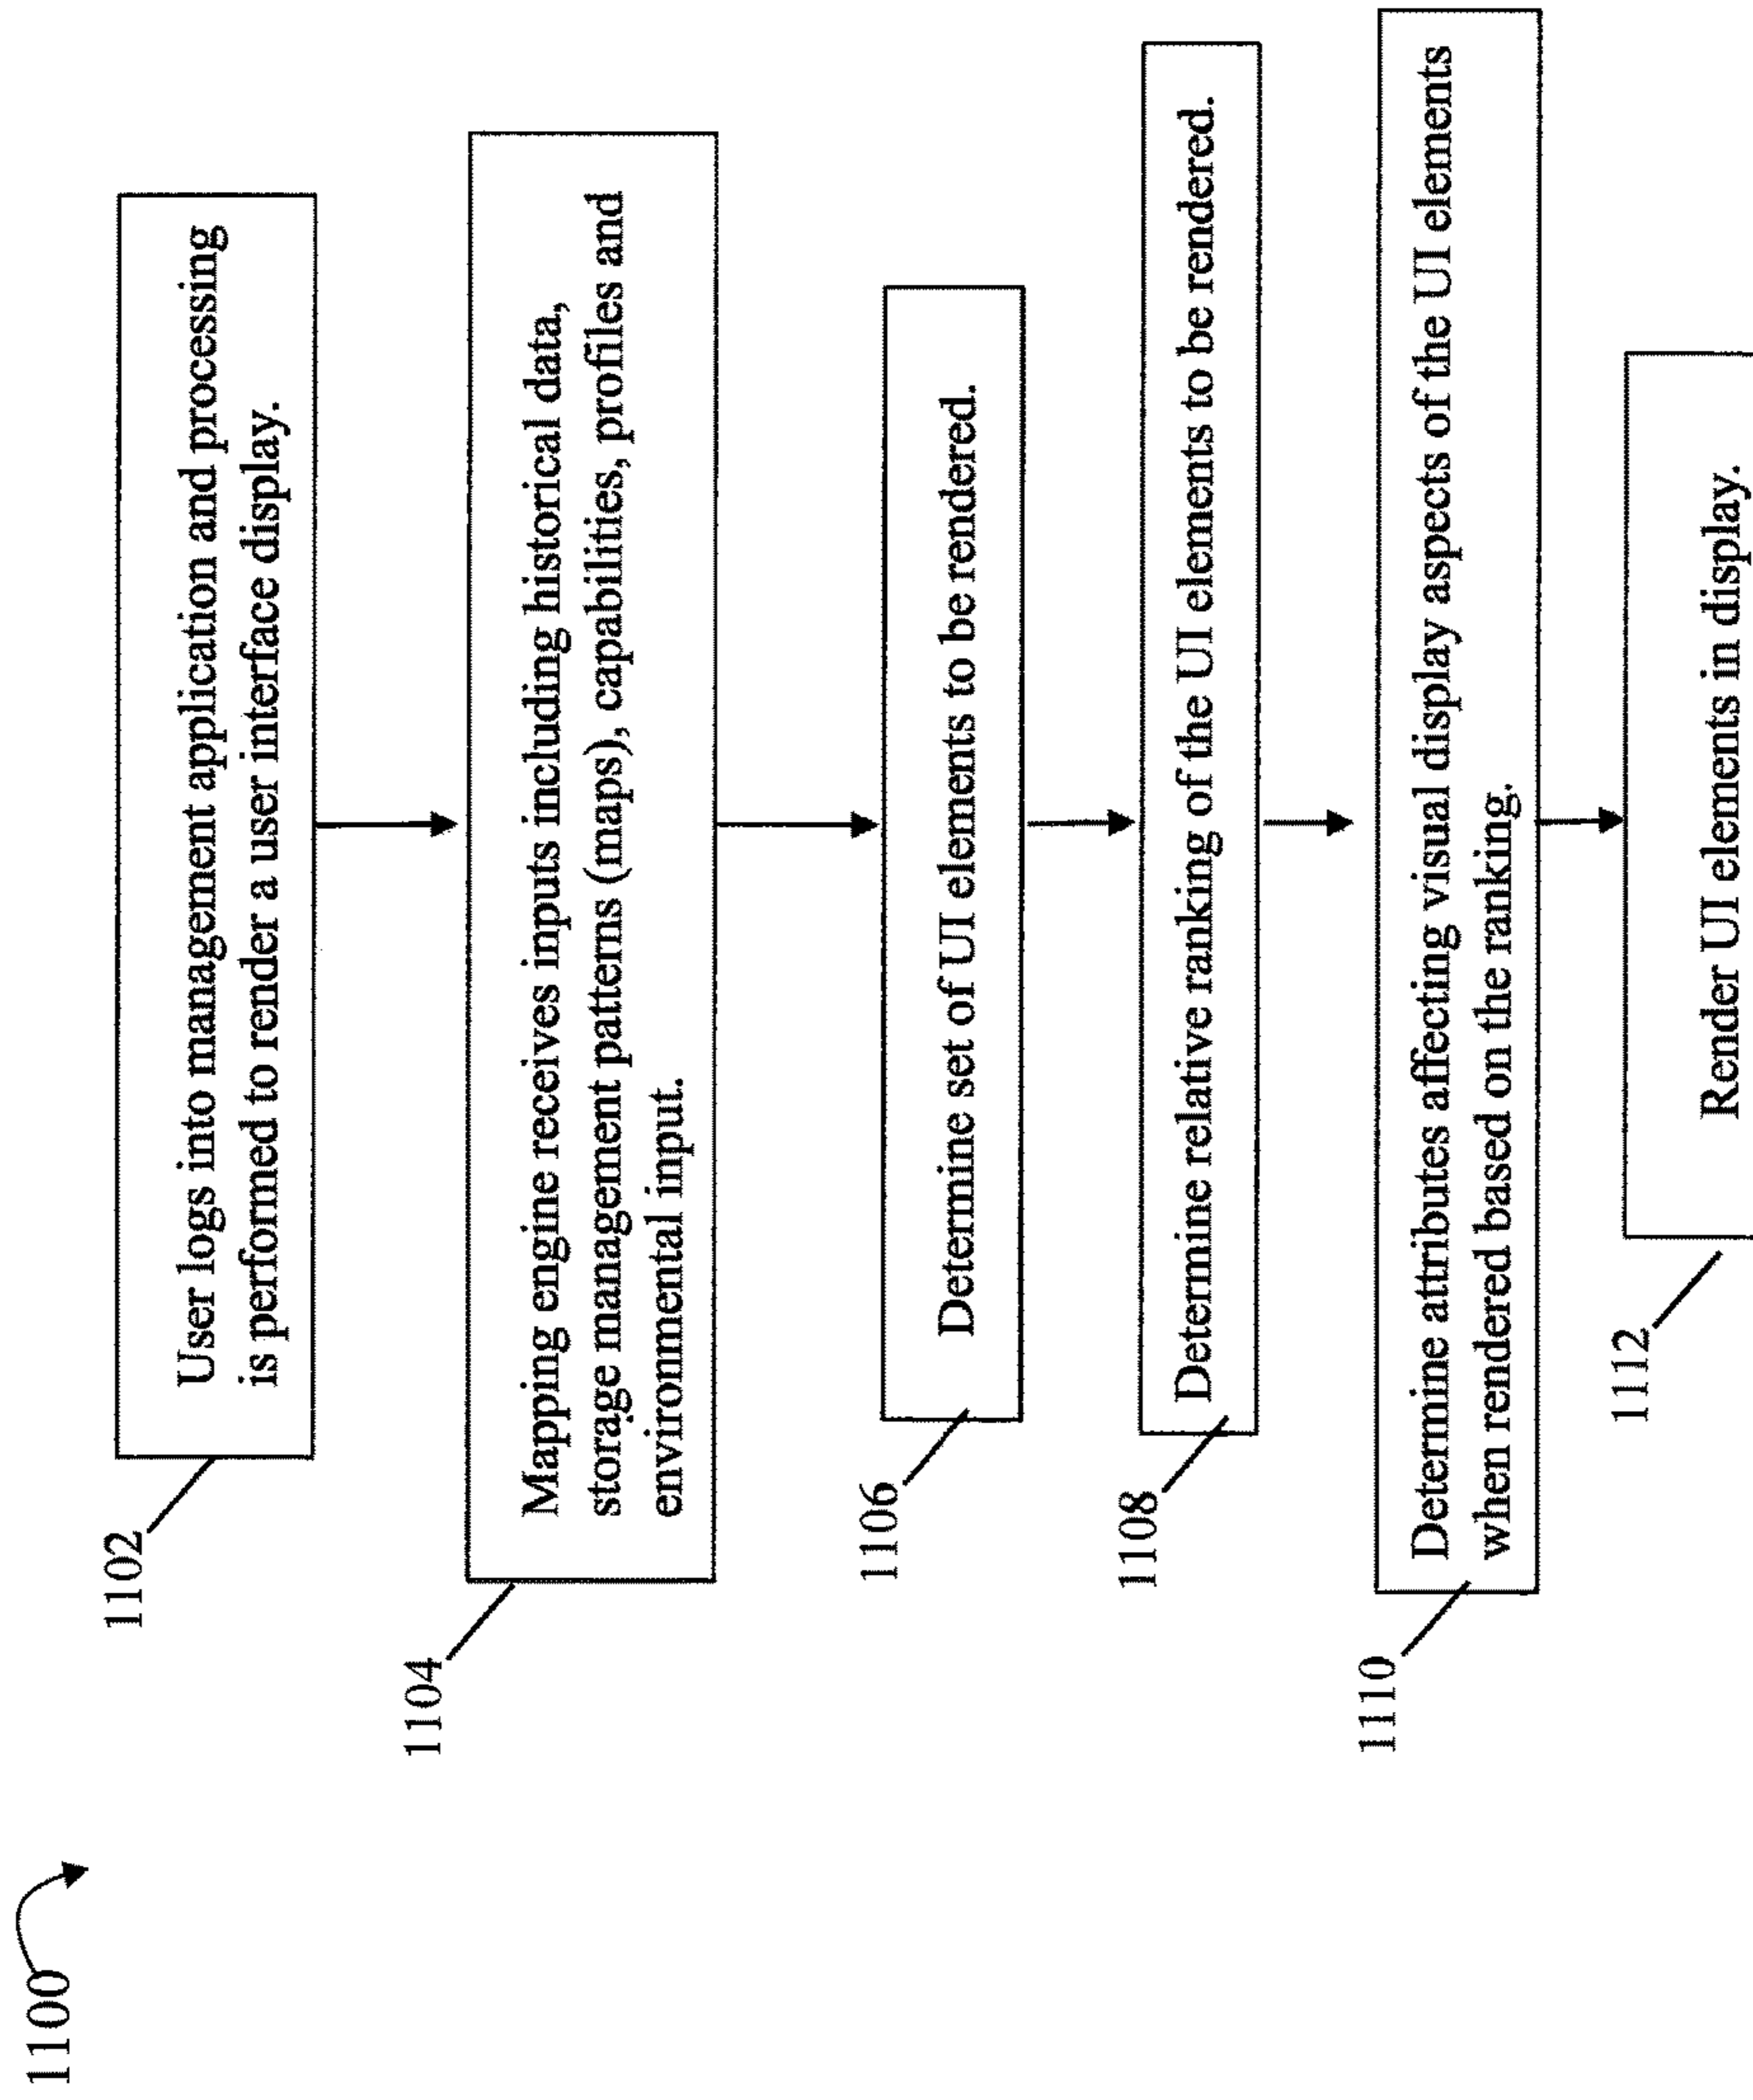 1100
1102
User logs into management application and processing
is performed to render a user interface display.
1104
Mapping engine receives inputs including historical data,
storage management patterns (maps), capabilities, profiles and
environmental input.
1106
Determine set of UI elements to be rendered.
1108
Determine relative ranking of the UI elements to be rendered.
1110
Determine attributes affecting visual display aspects of the UI elements
when rendered based on the ranking.
1112
Render UI elements in display.